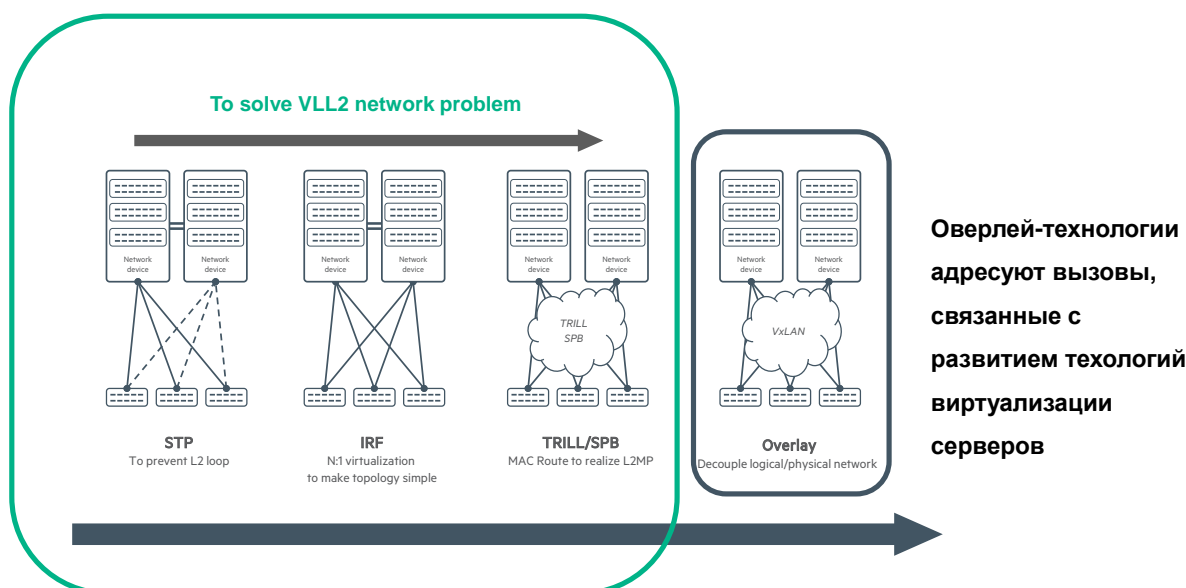 To solve VLL2 network problem
Network
device
Network
device
Network
device
Network
device
Network
device
Network
device
Network
device
Network
device
TRILL
SPB
VxLAN
STP
To prevent L2 loop
IRF
N:1 virtualization
to make topology simple
TRILL/SPB
MAC Route to realize L2MP
Overlay
Decouple logical/physical network
Оверлей-технологии
адресуют вызовы,
связанные с
развитием техологий
виртуализации
серверов